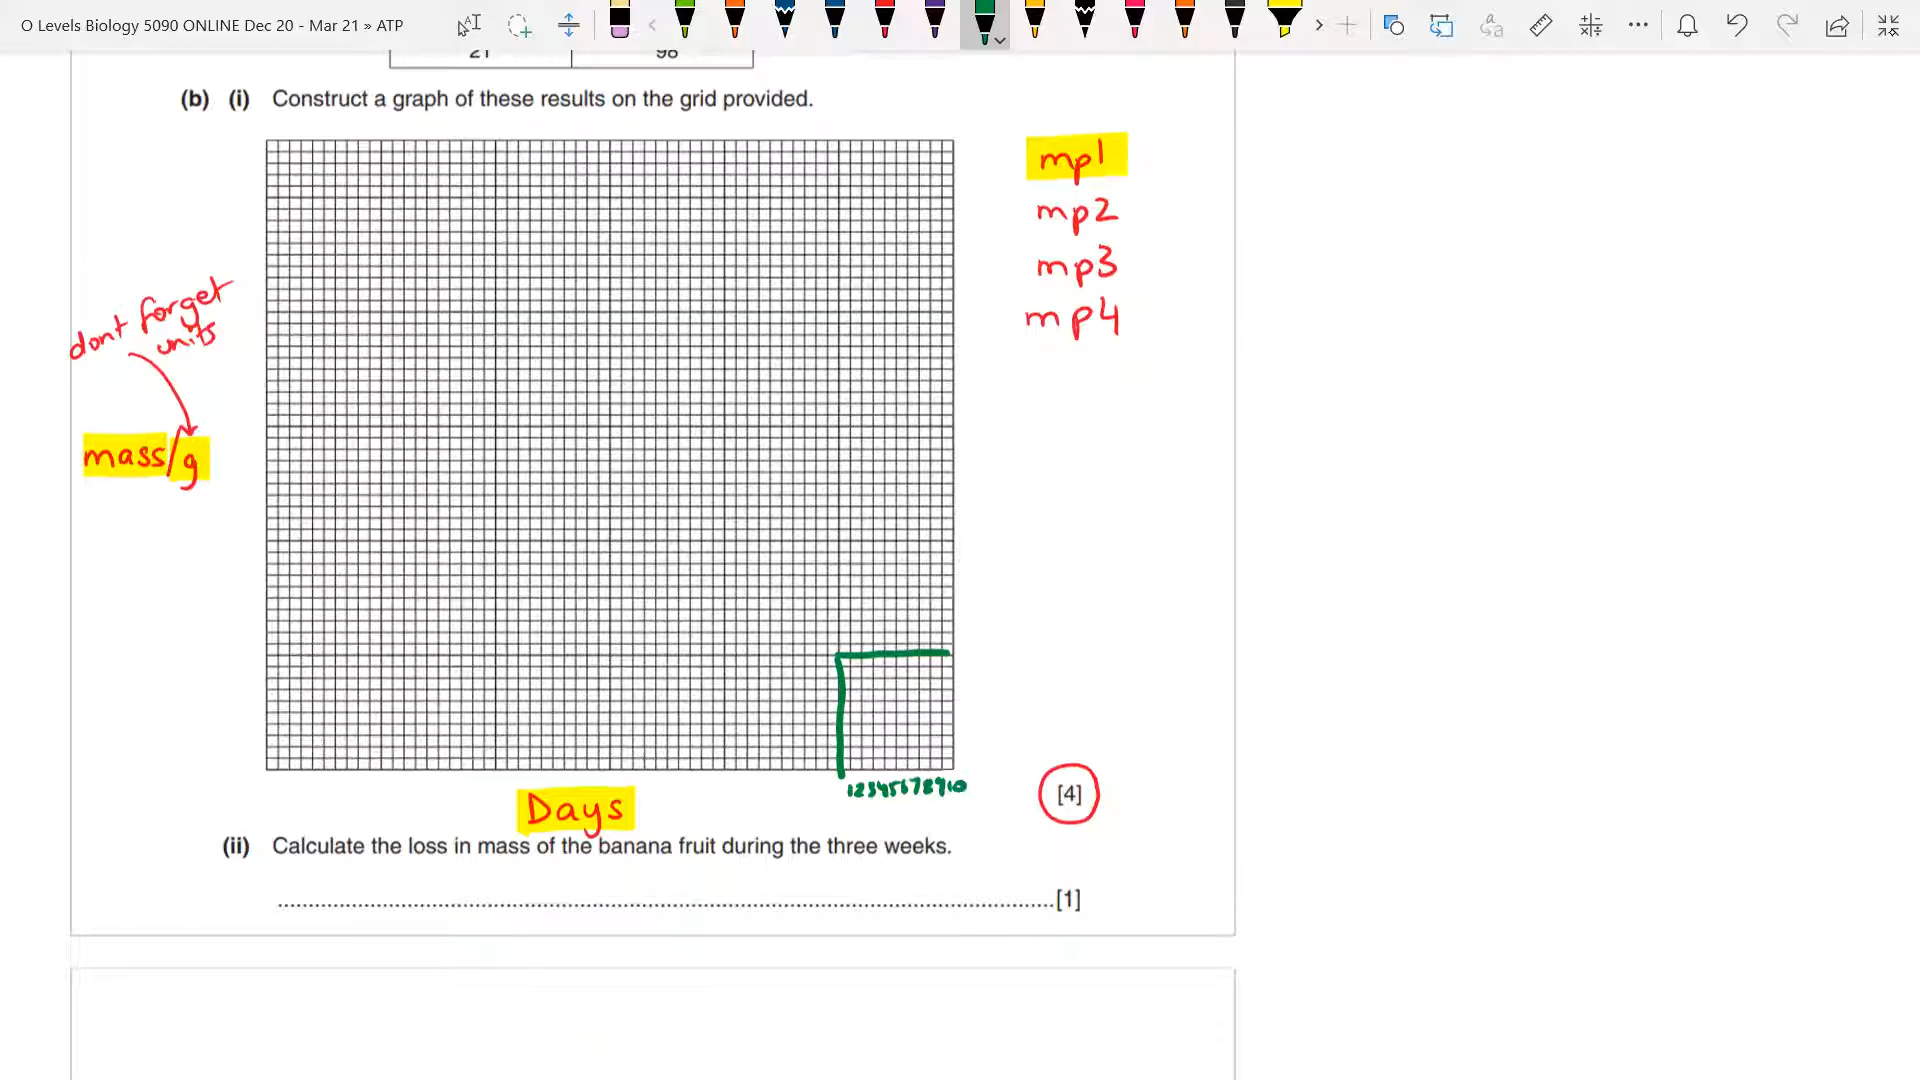 O Levels Biology 5090 ONLINE Dec 20 - Mar 21 » ATP
21 98
(b) (i) Construct a graph of these results on the grid provided.
mp1
mp2
mp3
mp4
dont forget
units
mass/g
12345678910
Days
[4]
(ii) Calculate the loss in mass of the banana fruit during the three weeks.
[1]